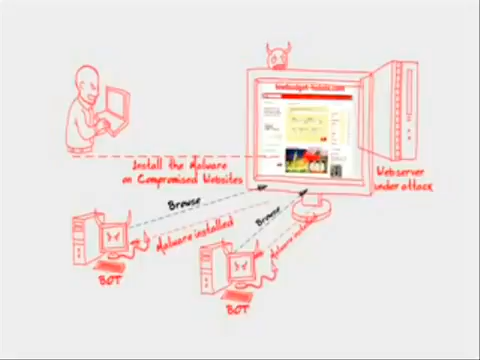 Install the Malware
on Compromised Websites
Webserver
under attack
Browse
Malware installed
Browse
Malware installed
BOT
BOT